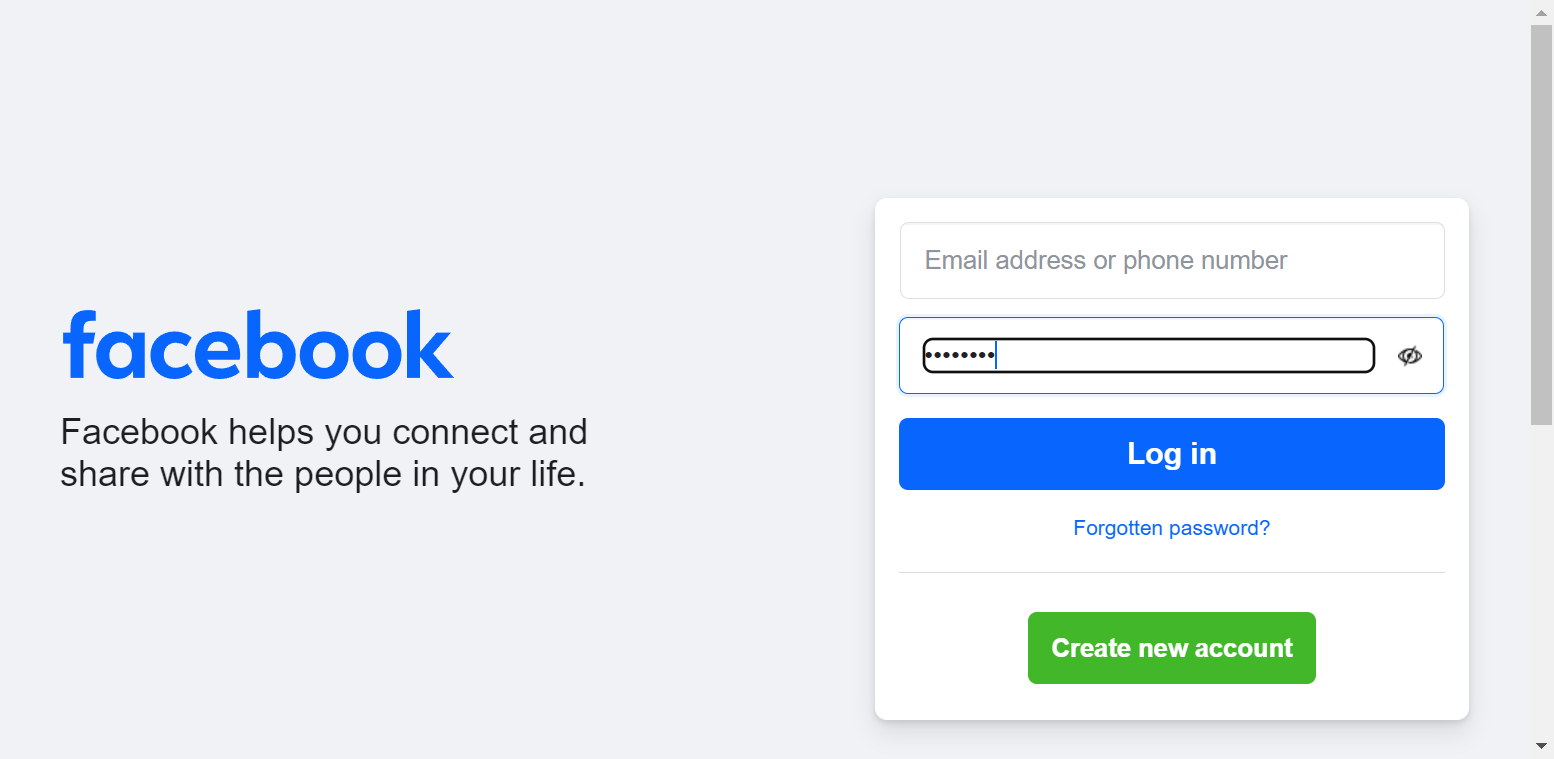 facebook
Facebook helps you connect and
share with the people in your life.
Email address or phone number
••••••••
Log in
Forgotten password?
Create new account